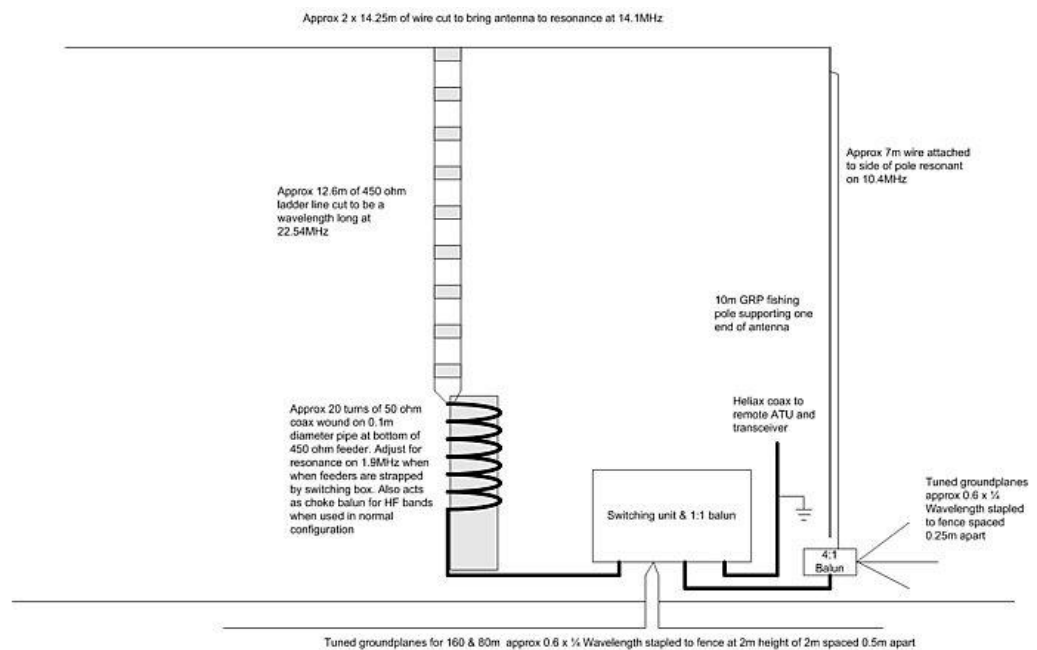 Approx 2 x 14.25m of wire cut to bring antenna to resonance at 14.1MHz
Approx 7m wire attached
to side of pole resonant
on 10.4MHz
Approx 12.6m of 450 ohm
ladder line cut to be a
wavelength long at
22.54MHz
10m GRP fishing
pole supporting one
end of antenna
Approx 20 turns of 50 ohm
coax wound on 0.1m
diameter pipe at bottom of
450 ohm feeder. Adjust for
resonance on 1.9MHz when
when feeders are strapped
by switching box. Also acts
as choke balun for HF bands
when used in normal
configuration
Heliax coax to
remote ATU and
transceiver
Switching unit & 1:1 balun
Tuned groundplanes
approx 0.6 x ¼
Wavelength stapled
to fence spaced
0.25m apart
4:1
Balun
Tuned groundplanes for 160 & 80m approx 0.6 x ¼ Wavelength stapled to fence at 2m height of 2m spaced 0.5m apart